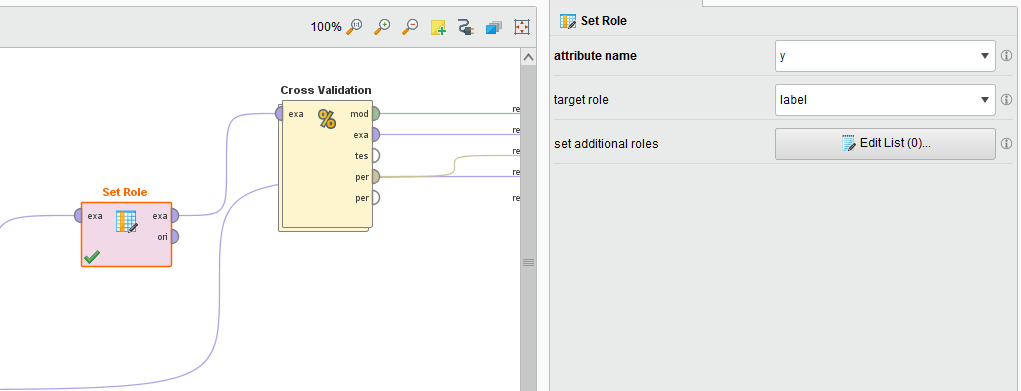 100%
Set Role
attribute name
y
target role
label
set additional roles
Edit List (0)...
Cross Validation
exa
mod
exa
tes
per
per
re
re
re
re
re
Set Role
exa
exa
ori